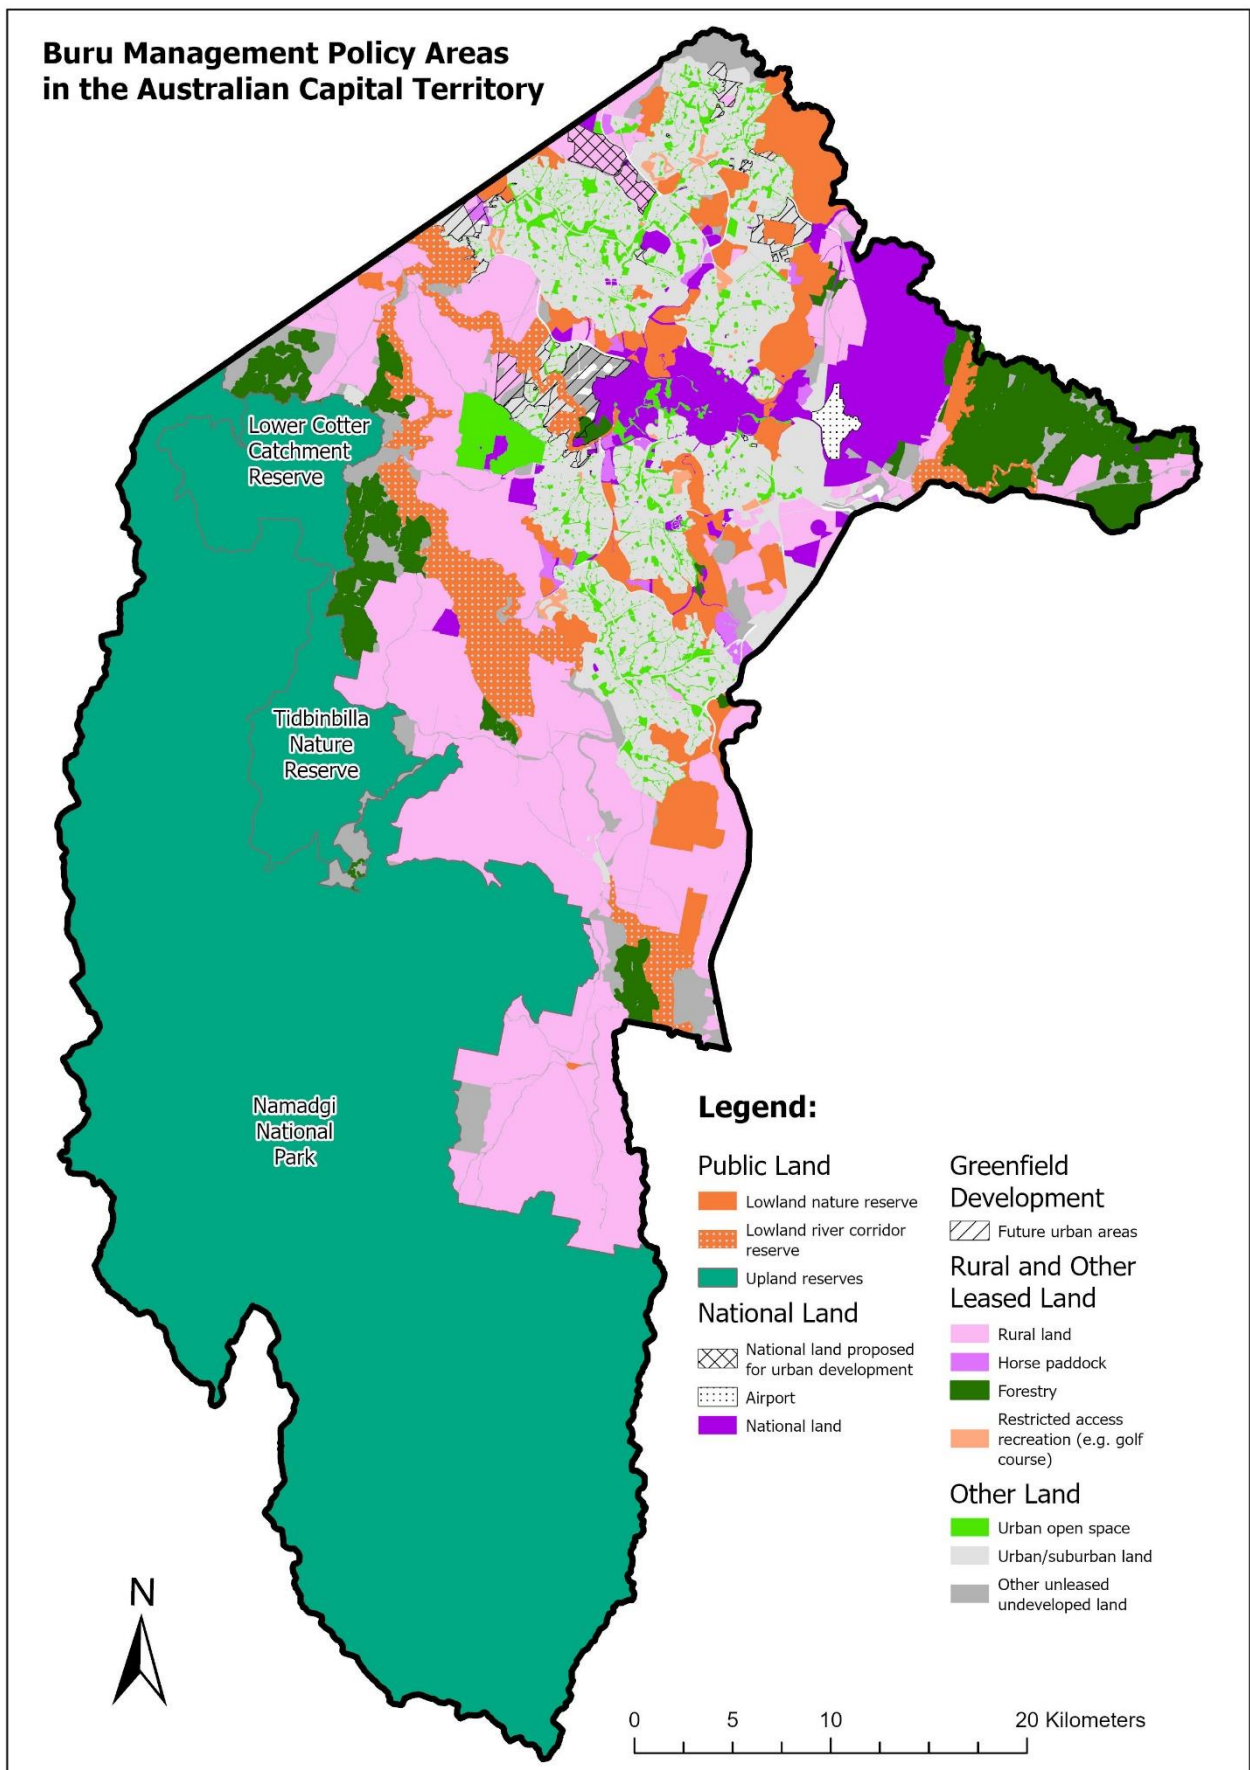 Buru Management Policy Areas
in the Australian Capital Territory
Lower Cotter
Catchment
Reserve
Tidbinbilla
Nature
Reserve
Namadgi
National
Park
Legend:
Public Land
Lowland nature reserve
Lowland river corridor
reserve
Upland reserves
National Land
National land proposed
for urban development
Airport
National land
Greenfield
Development
Future urban areas
Rural and Other
Leased Land
Rural land
Horse paddock
Forestry
Restricted access
recreation (e.g. golf
course)
Other Land
Urban open space
Urban/suburban land
Other unleased
undeveloped land
N
0 5 10 20 Kilometers